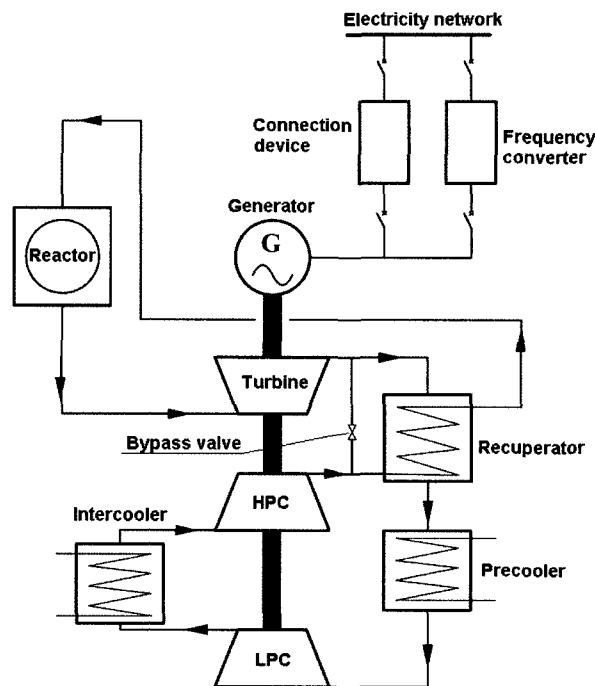 Electricity network
Connection
device
Frequency
converter
Generator
G
Reactor
Turbine
Bypass valve
Recuperator
HPC
Intercooler
Precooler
LPC